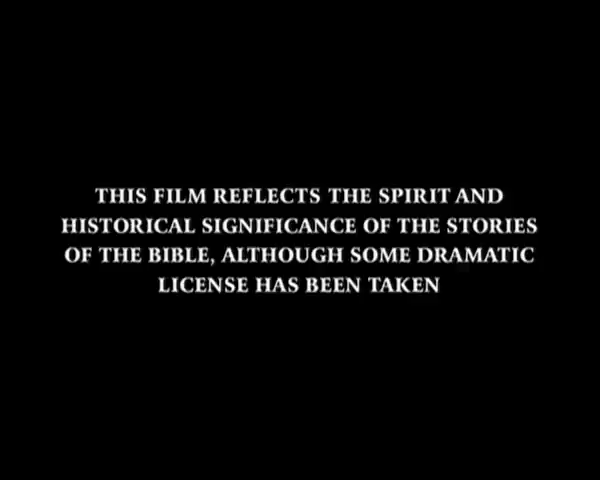 THIS FILM REFLECTS THE SPIRIT AND
HISTORICAL SIGNIFICANCE OF THE STORIES
OF THE BIBLE, ALTHOUGH SOME DRAMATIC
LICENSE HAS BEEN TAKEN